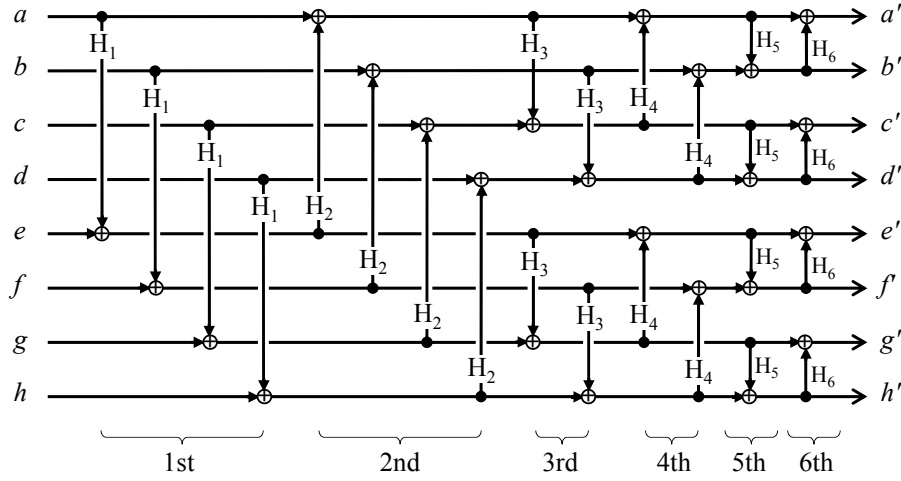 a a′
H₁ H₃ H₅ H₆
b b′
H₁ H₃ H₄
c c′
H₁ H₅ H₆
d H₄ d′
H₁ H₂
e e′
H₂ H₃ H₅ H₆
f f′
H₂ H₃ H₄
g g′
H₂ H₄ H₅ H₆
h h′
1st 2nd 3rd 4th 5th 6th